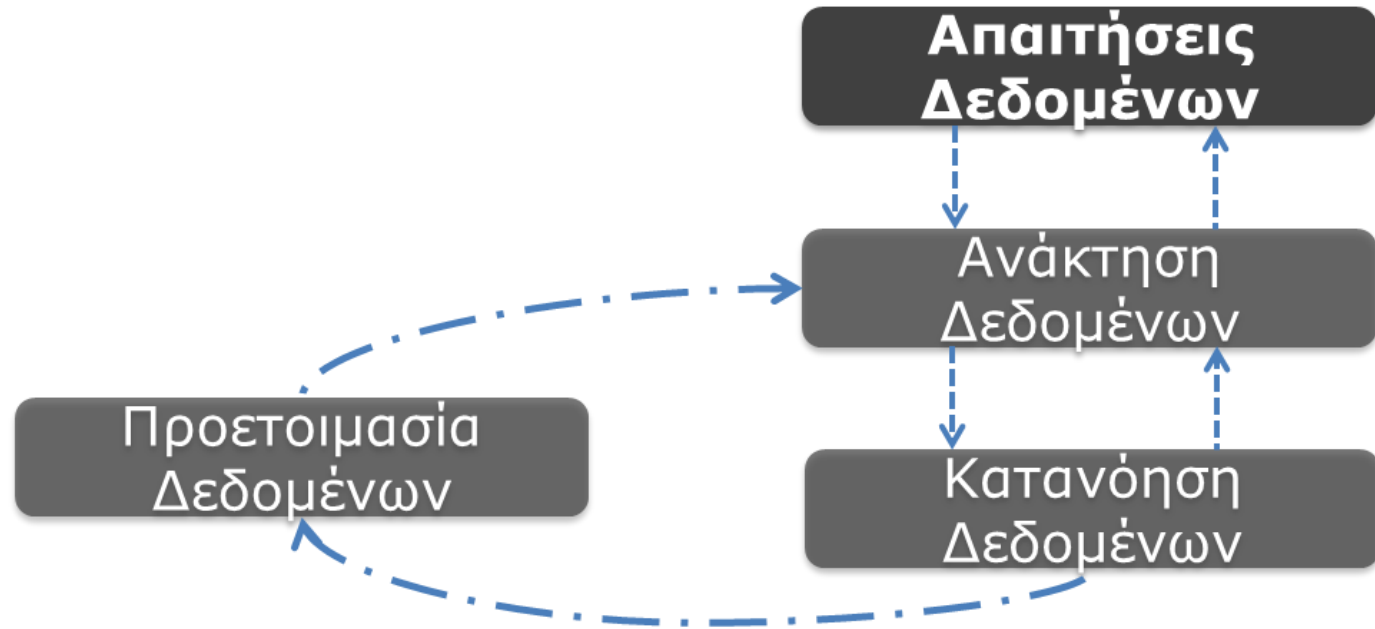 Απαιτήσεις
Δεδομένων
Ανάκτηση
Δεδομένων
Προετοιμασία
Δεδομένων
Κατανόηση
Δεδομένων